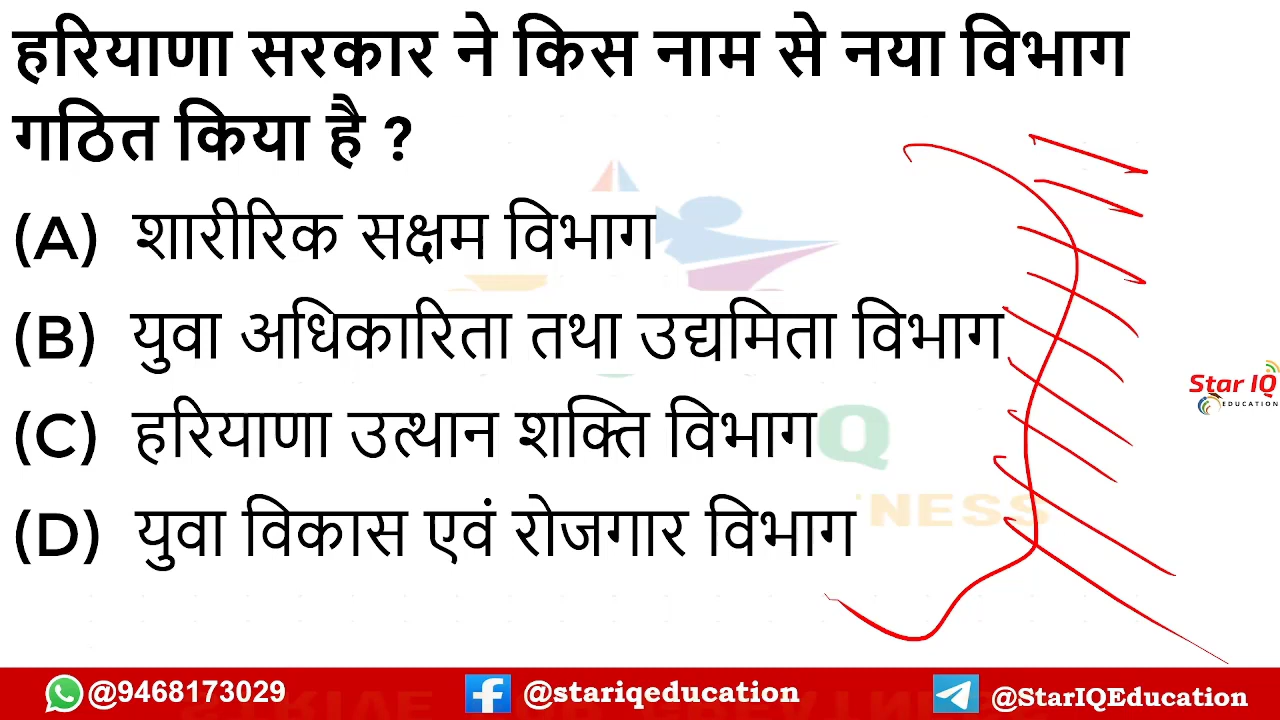 हरियाणा सरकार ने किस नाम से नया विभाग
गठित किया है ?
(A) शारीरिक सक्षम विभाग
(B) युवा अधिकारिता तथा उद्यमिता विभाग
(C) हरियाणा उत्थान शक्ति विभाग
(D) युवा विकास एवं रोजगार विभाग
Q
NESS
Star IQ
EDUCATION
@9468173029
@stariqeducation
@StarIQEducation